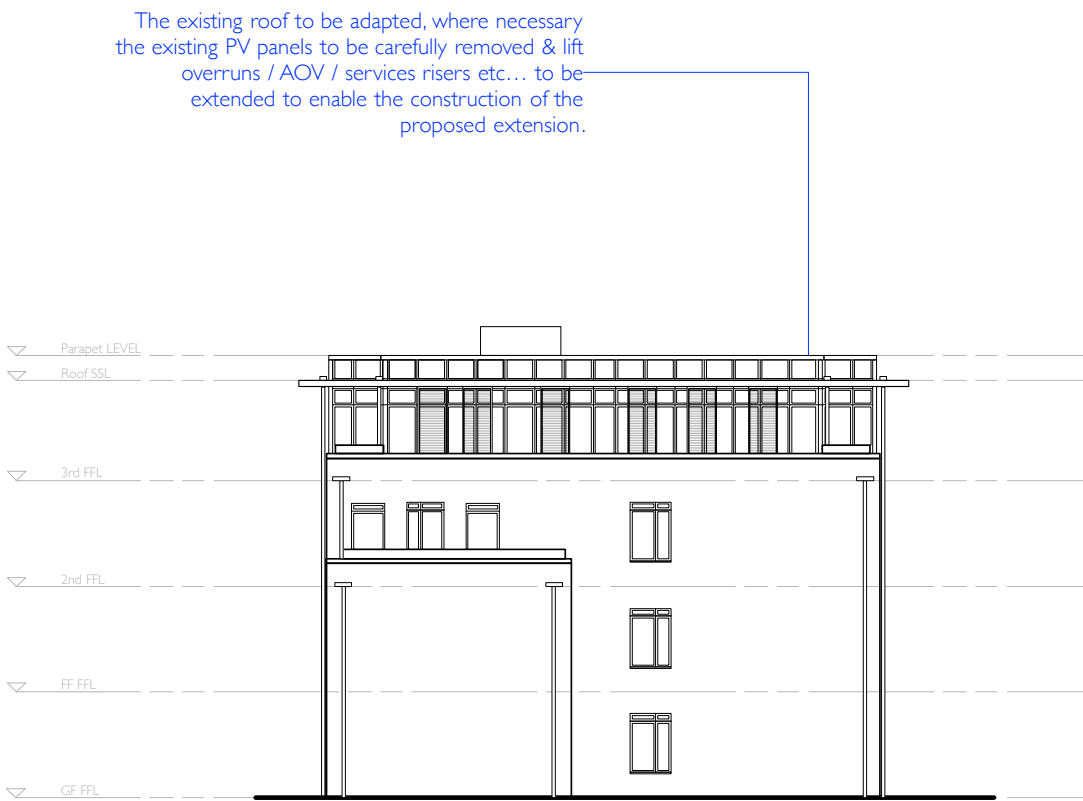 The existing roof to be adapted, where necessary
the existing PV panels to be carefully removed & lift
overruns / AOV / services risers etc... to be
extended to enable the construction of the
proposed extension.
Parapet LEVEL
Roof SSL
3rd FFL
2nd FFL
FF FFL
GF FFL